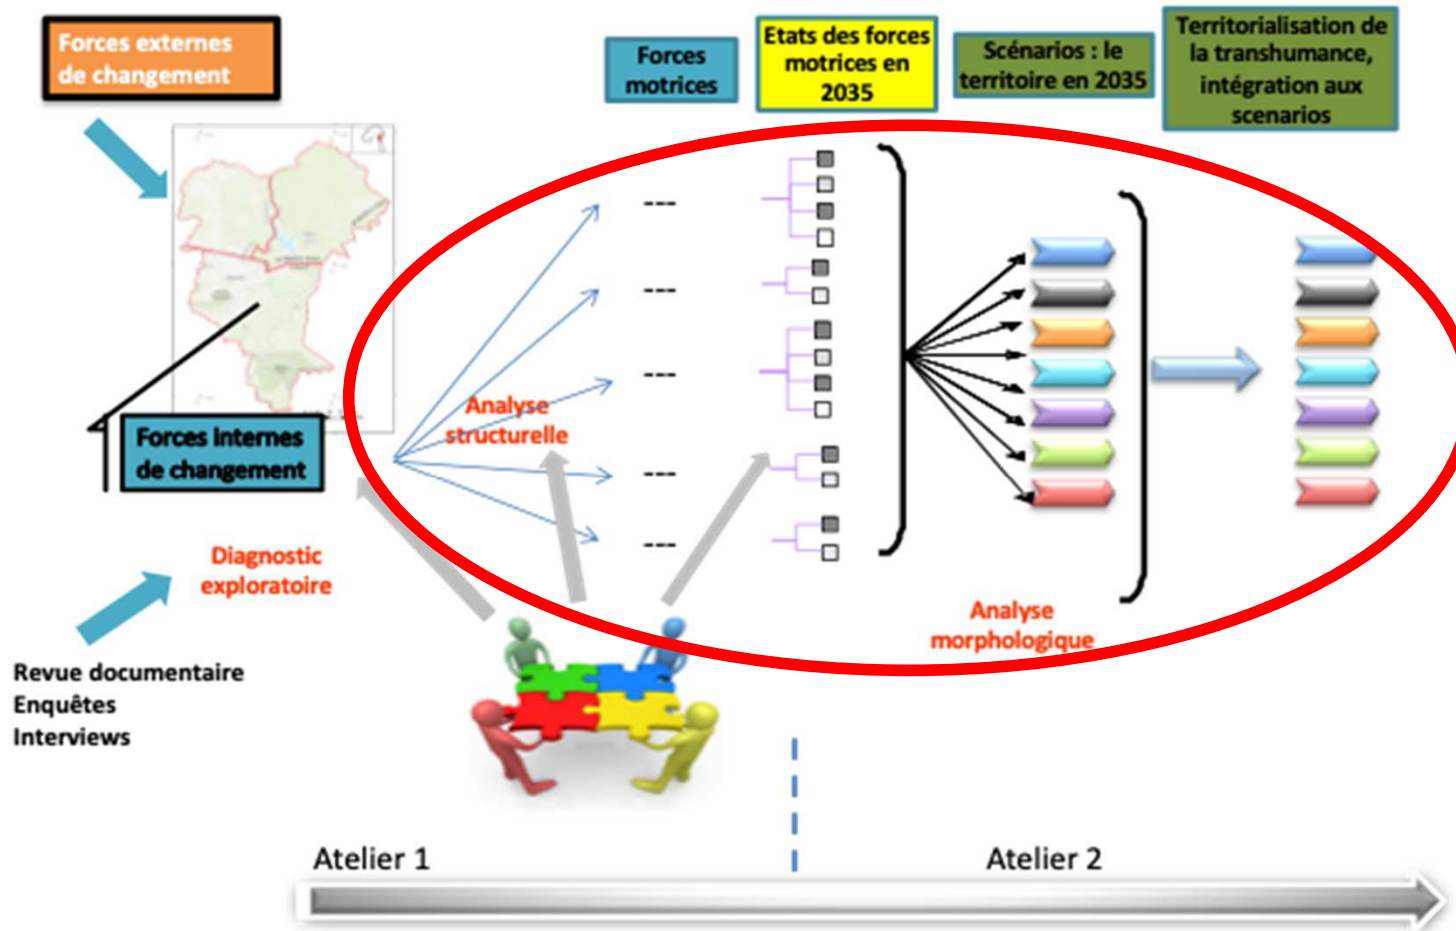 Forces externes
de changement
Forces
motrices
Etats des forces
motrices en
2035
Scénarios : le
territoire en 2035
Territorialisation de
la transhumance,
intégration aux
scenarios
---
---
---
---
---
Analyse
structurelle
Forces internes
de changement
Diagnostic
exploratoire
Analyse
morphologique
Revue documentaire
Enquêtes
Interviews
Atelier 1
Atelier 2